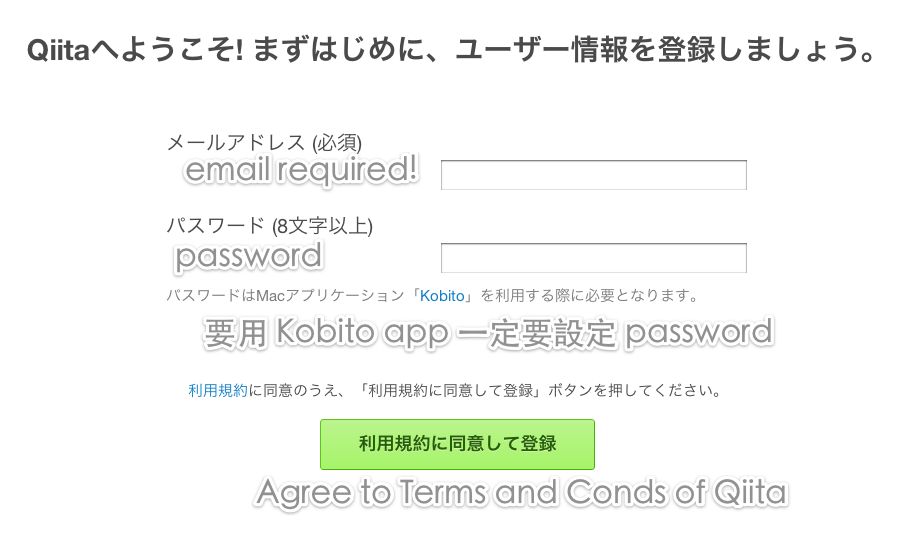 Qiitaへようこそ! まずはじめに、ユーザー情報を登録しましょう。
メールアドレス (必須)
email required!
パスワード (8文字以上)
password
パスワードはMacアプリケーション「Kobito」を利用する際に必要となります。
要用 Kobito app 一定要設定 password
利用規約に同意のうえ、「利用規約に同意して登録」ボタンを押してください。
利用規約に同意して登録
Agree to Terms and Conds of Qiita